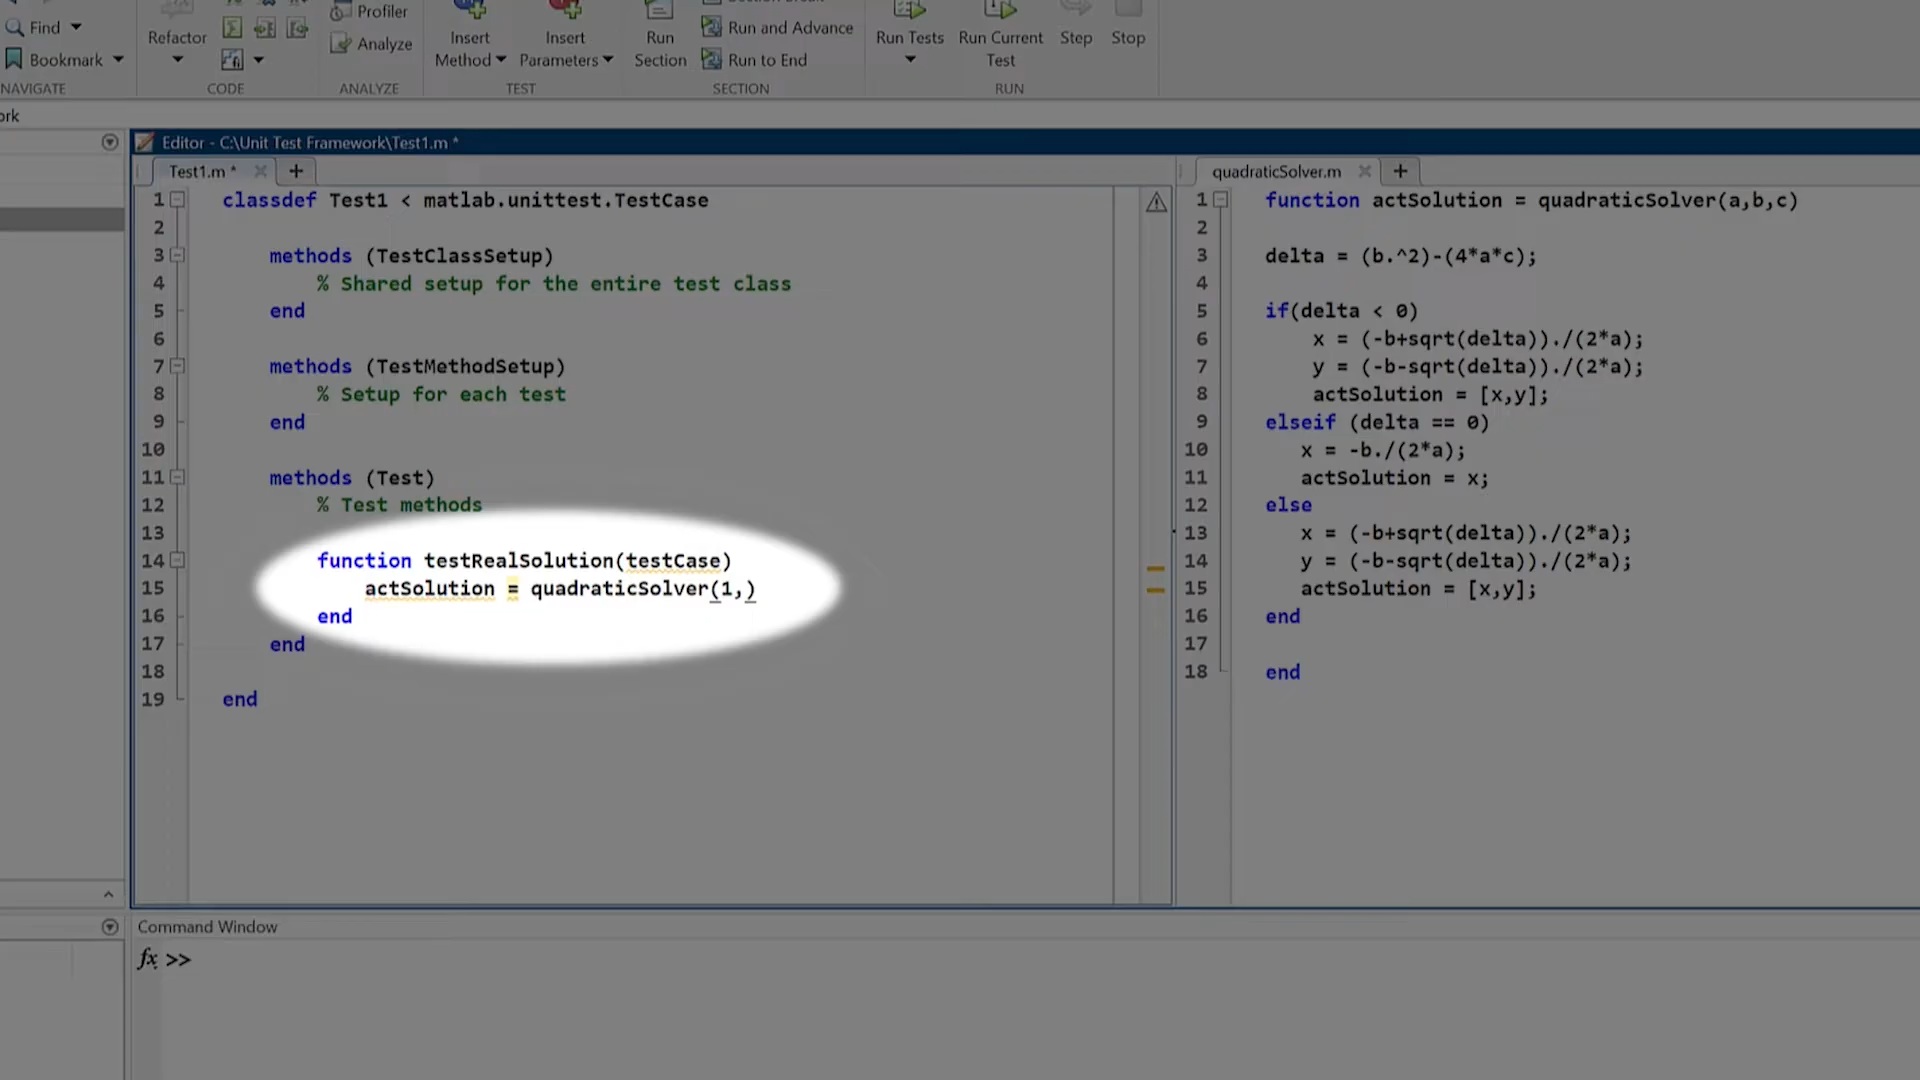 Find
Bookmark
NAVIGATE
Refactor
CODE
Profiler
Analyze
ANALYZE
Insert
Method
Insert
Parameters
TEST
Run
Section
Run and Advance
Run to End
SECTION
Run Tests
Run Current
Test
Step
Stop
RUN
ork
Editor - C:\Unit Test Framework\Test1.m *
Test1.m * × +
1 classdef Test1 < matlab.unittest.TestCase
2
3 methods (TestClassSetup)
4 % Shared setup for the entire test class
5 end
6
7 methods (TestMethodSetup)
8 % Setup for each test
9 end
10
11 methods (Test)
12 % Test methods
13
14 function testRealSolution(testCase)
15 actSolution = quadraticSolver(1,)
16 end
17 end
18
19 end
quadraticSolver.m × +
1 function actSolution = quadraticSolver(a,b,c)
2
3 delta = (b.^2)-(4*a*c);
4
5 if(delta < 0)
6 x = (-b+sqrt(delta))./(2*a);
7 y = (-b-sqrt(delta))./(2*a);
8 actSolution = [x,y];
9 elseif (delta == 0)
10 x = -b./(2*a);
11 actSolution = x;
12 else
13 x = (-b+sqrt(delta))./(2*a);
14 y = (-b-sqrt(delta))./(2*a);
15 actSolution = [x,y];
16 end
17
18 end
Command Window
fx >>